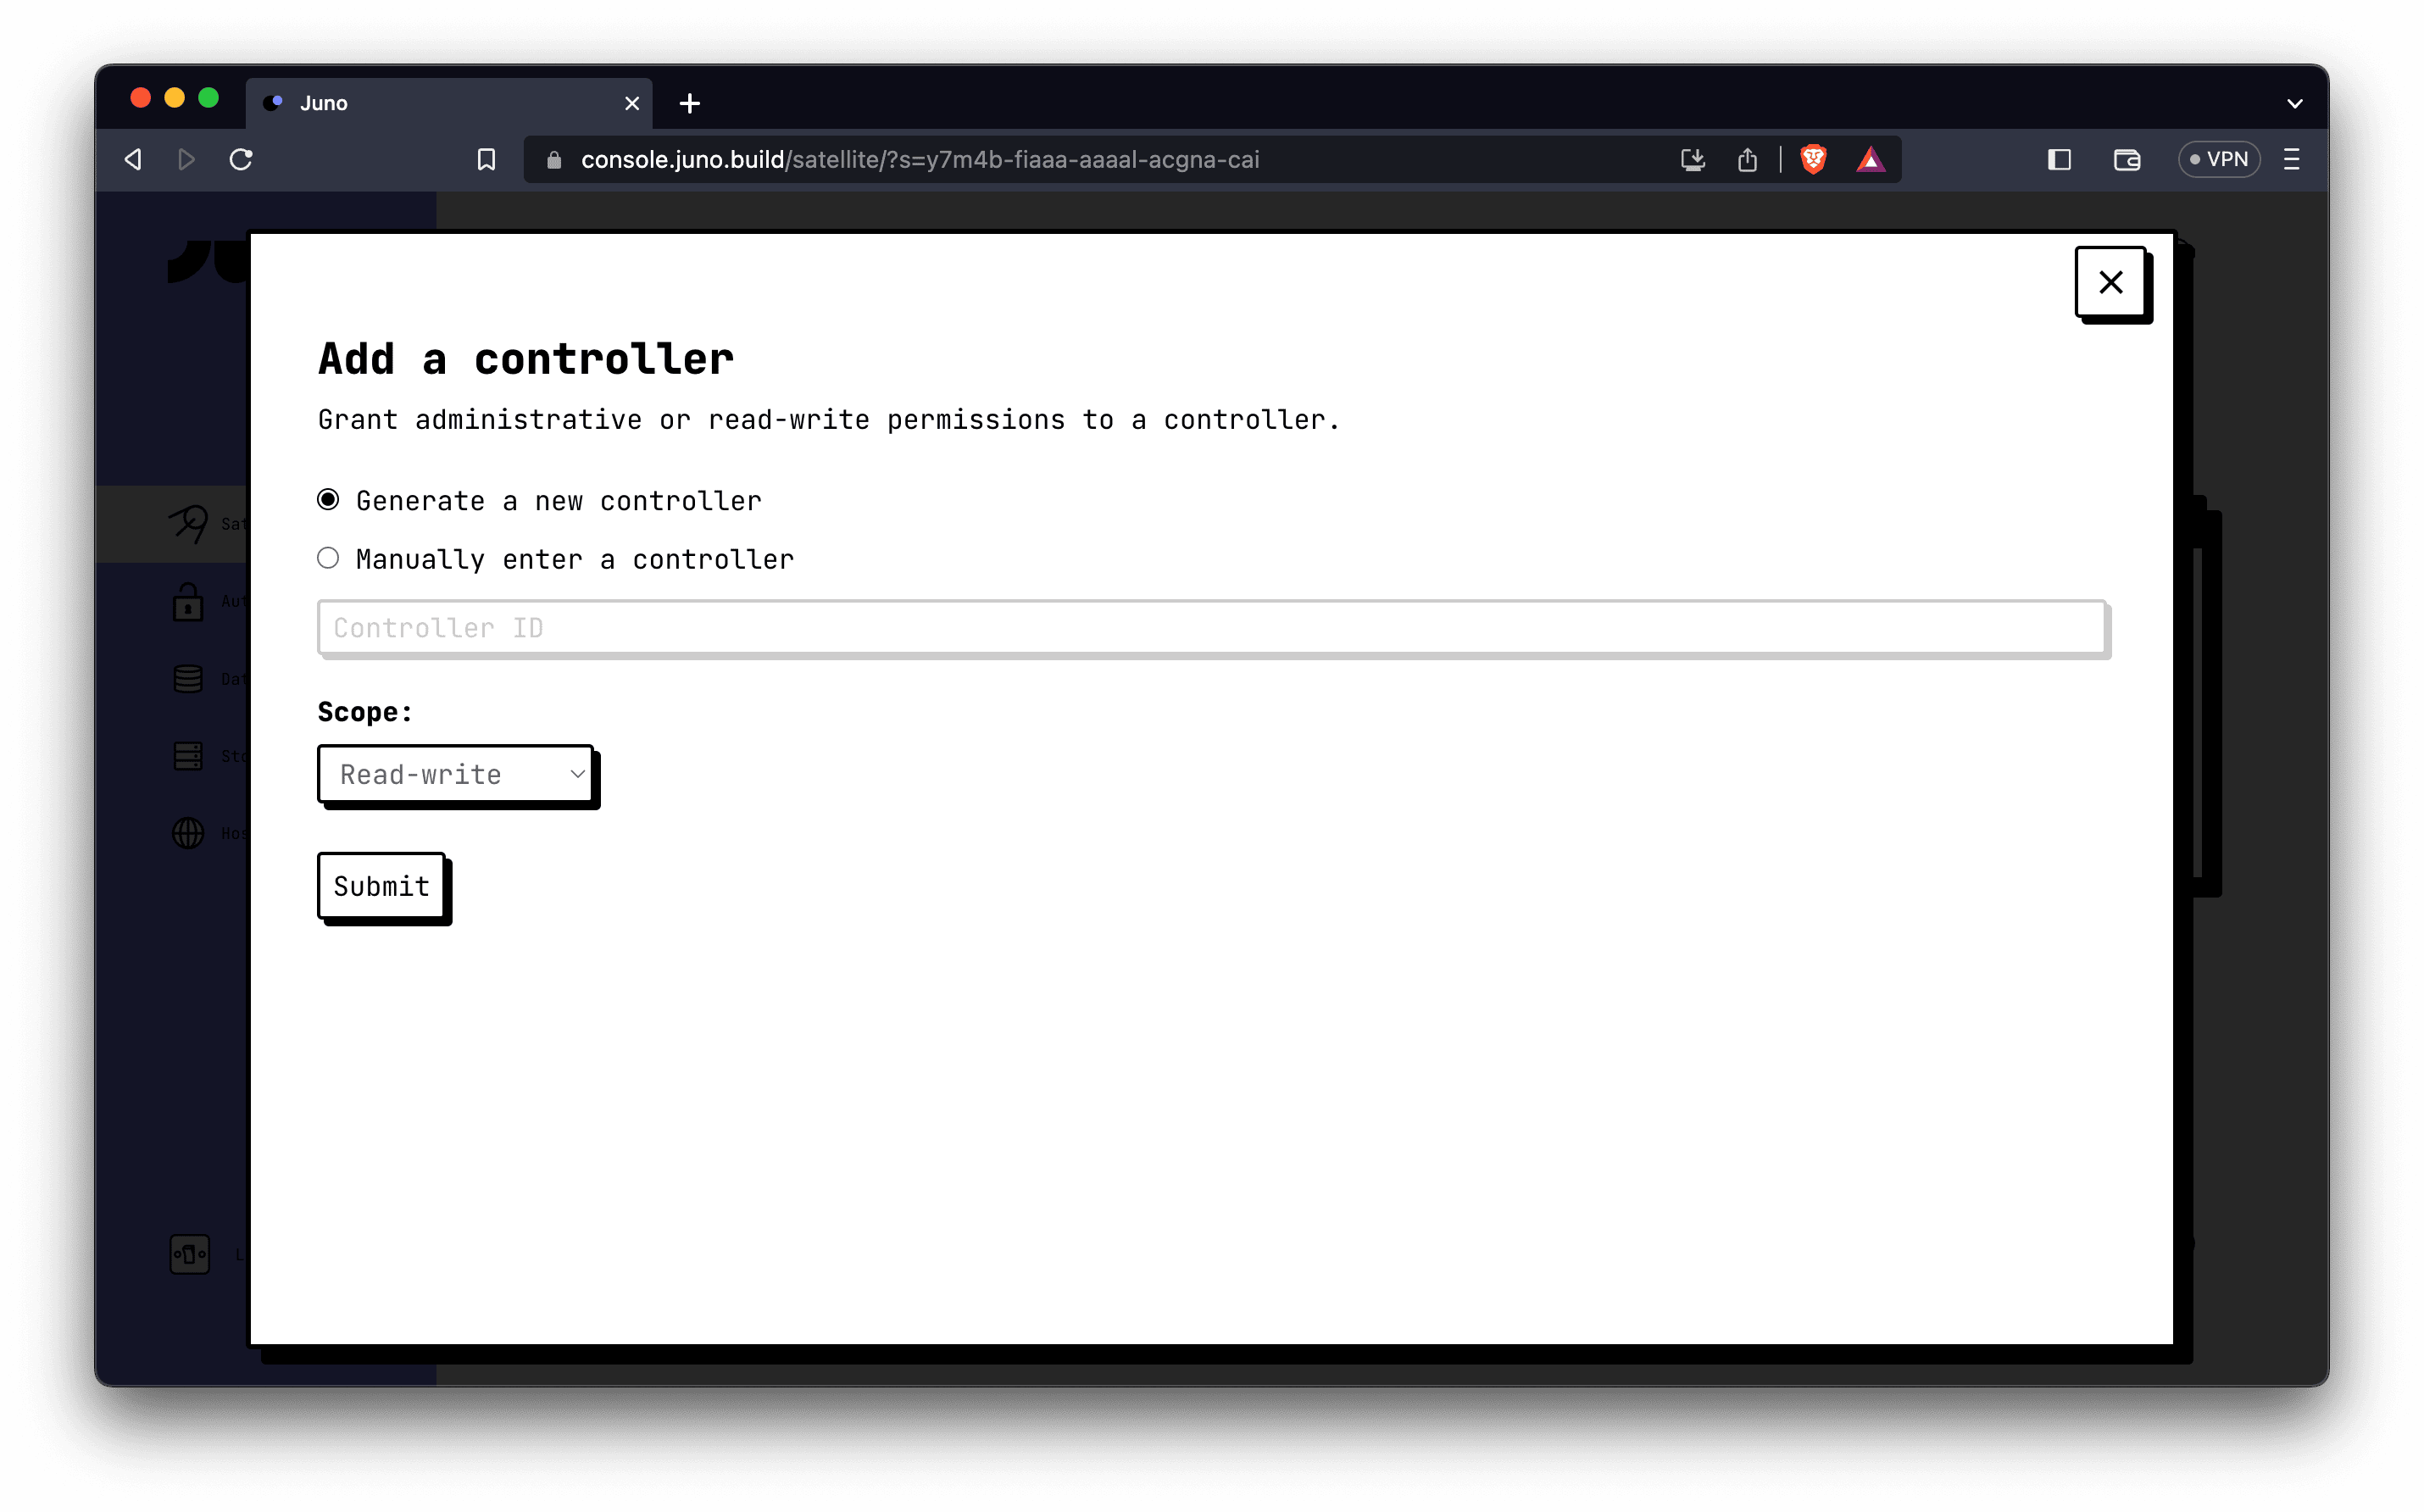 Juno
console.juno.build/satellite/?s=y7m4b-fiaaa-aaaal-acgna-cai
VPN
Add a controller
Grant administrative or read-write permissions to a controller.
Generate a new controller
Manually enter a controller
Controller ID
Scope:
Read-write
Submit
Sat
Aut
Dat
Sto
Hos
L